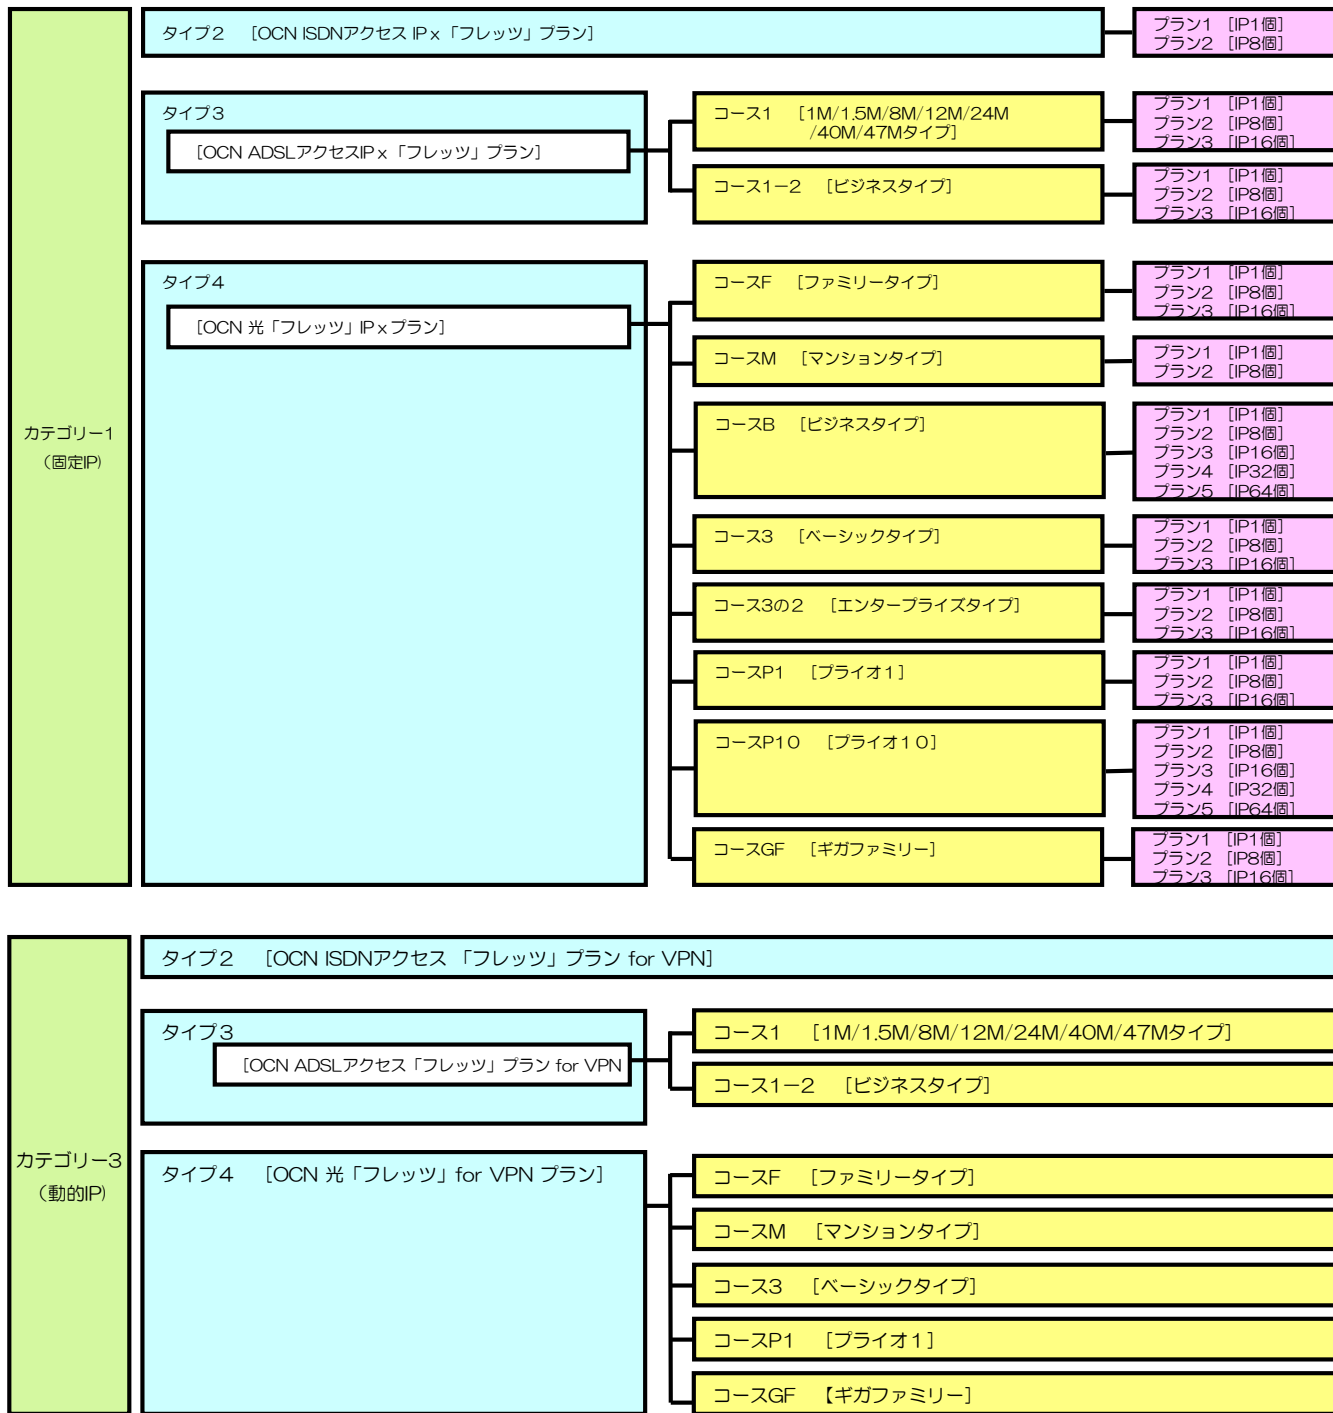 カテゴリー1
（固定IP)
タイプ２　[OCN ISDNアクセス IPｘ「フレッツ」プラン]
プラン1　[IP1個]
プラン2　[IP8個]
タイプ３
[OCN ADSLアクセスIPｘ「フレッツ」プラン]
コース1　[1M/1.5M/8M/12M/24M
/40M/47Mタイプ]
プラン1　[IP1個]
プラン2　[IP8個]
プラン3　[IP16個]
コース1－2　[ビジネスタイプ]
プラン1　[IP1個]
プラン2　[IP8個]
プラン3　[IP16個]
タイプ４
[OCN 光「フレッツ」IPｘプラン]
コースF　[ファミリータイプ]
プラン1　[IP1個]
プラン2　[IP8個]
プラン3　[IP16個]
コースM　[マンションタイプ]
プラン1　[IP1個]
プラン2　[IP8個]
コースB　[ビジネスタイプ]
プラン1　[IP1個]
プラン2　[IP8個]
プラン3　[IP16個]
プラン4　[IP32個]
プラン5　[IP64個]
コース3　[ベーシックタイプ]
プラン1　[IP1個]
プラン2　[IP8個]
プラン3　[IP16個]
コース3の２　[エンタープライズタイプ]
プラン1　[IP1個]
プラン2　[IP8個]
プラン3　[IP16個]
コースP1　[プライオ１]
プラン1　[IP1個]
プラン2　[IP8個]
プラン3　[IP16個]
コースP１０　[プライオ１０]
プラン1　[IP1個]
プラン2　[IP8個]
プラン3　[IP16個]
プラン4　[IP32個]
プラン5　[IP64個]
コースGF　[ギガファミリー]
プラン1　[IP1個]
プラン2　[IP8個]
プラン3　[IP16個]
カテゴリー3
（動的IP)
タイプ２　[OCN ISDNアクセス 「フレッツ」プラン for VPN]
タイプ３
[OCN ADSLアクセス「フレッツ」プラン for VPN
コース1　[1M/1.5M/8M/12M/24M/40M/47Mタイプ]
コース1－2　[ビジネスタイプ]
タイプ４　[OCN 光「フレッツ」for VPN プラン]
コースF　[ファミリータイプ]
コースM　[マンションタイプ]
コース3　[ベーシックタイプ]
コースP1　[プライオ１]
コースGF　【ギガファミリー]